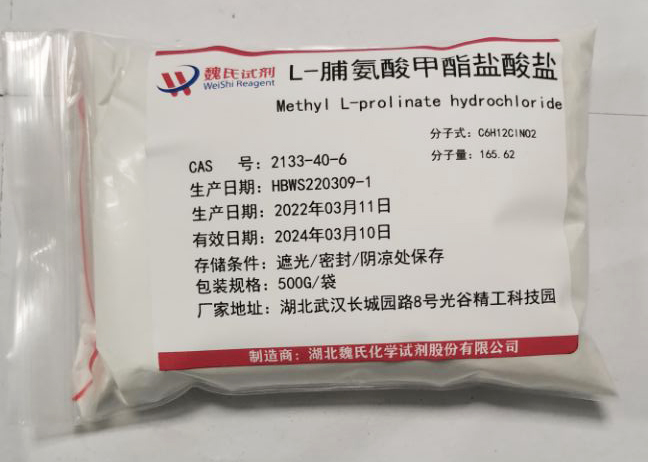 魏氏试剂
WeiShi Reagent
L-脯氨酸甲酯盐酸盐
Methyl L-prolinate hydrochloride
分子式: C6H12ClNO2
分子量: 165.62
CAS 号: 2133-40-6
生产日期: HBWS220309-1
生产日期: 2022年03月11日
有效日期: 2024年03月10日
存储条件: 遮光/密封/阴凉处保存
包装规格: 500G/袋
厂家地址: 湖北武汉长城园路8号光谷精工科技园
制造商: 湖北魏氏化学试剂股份有限公司